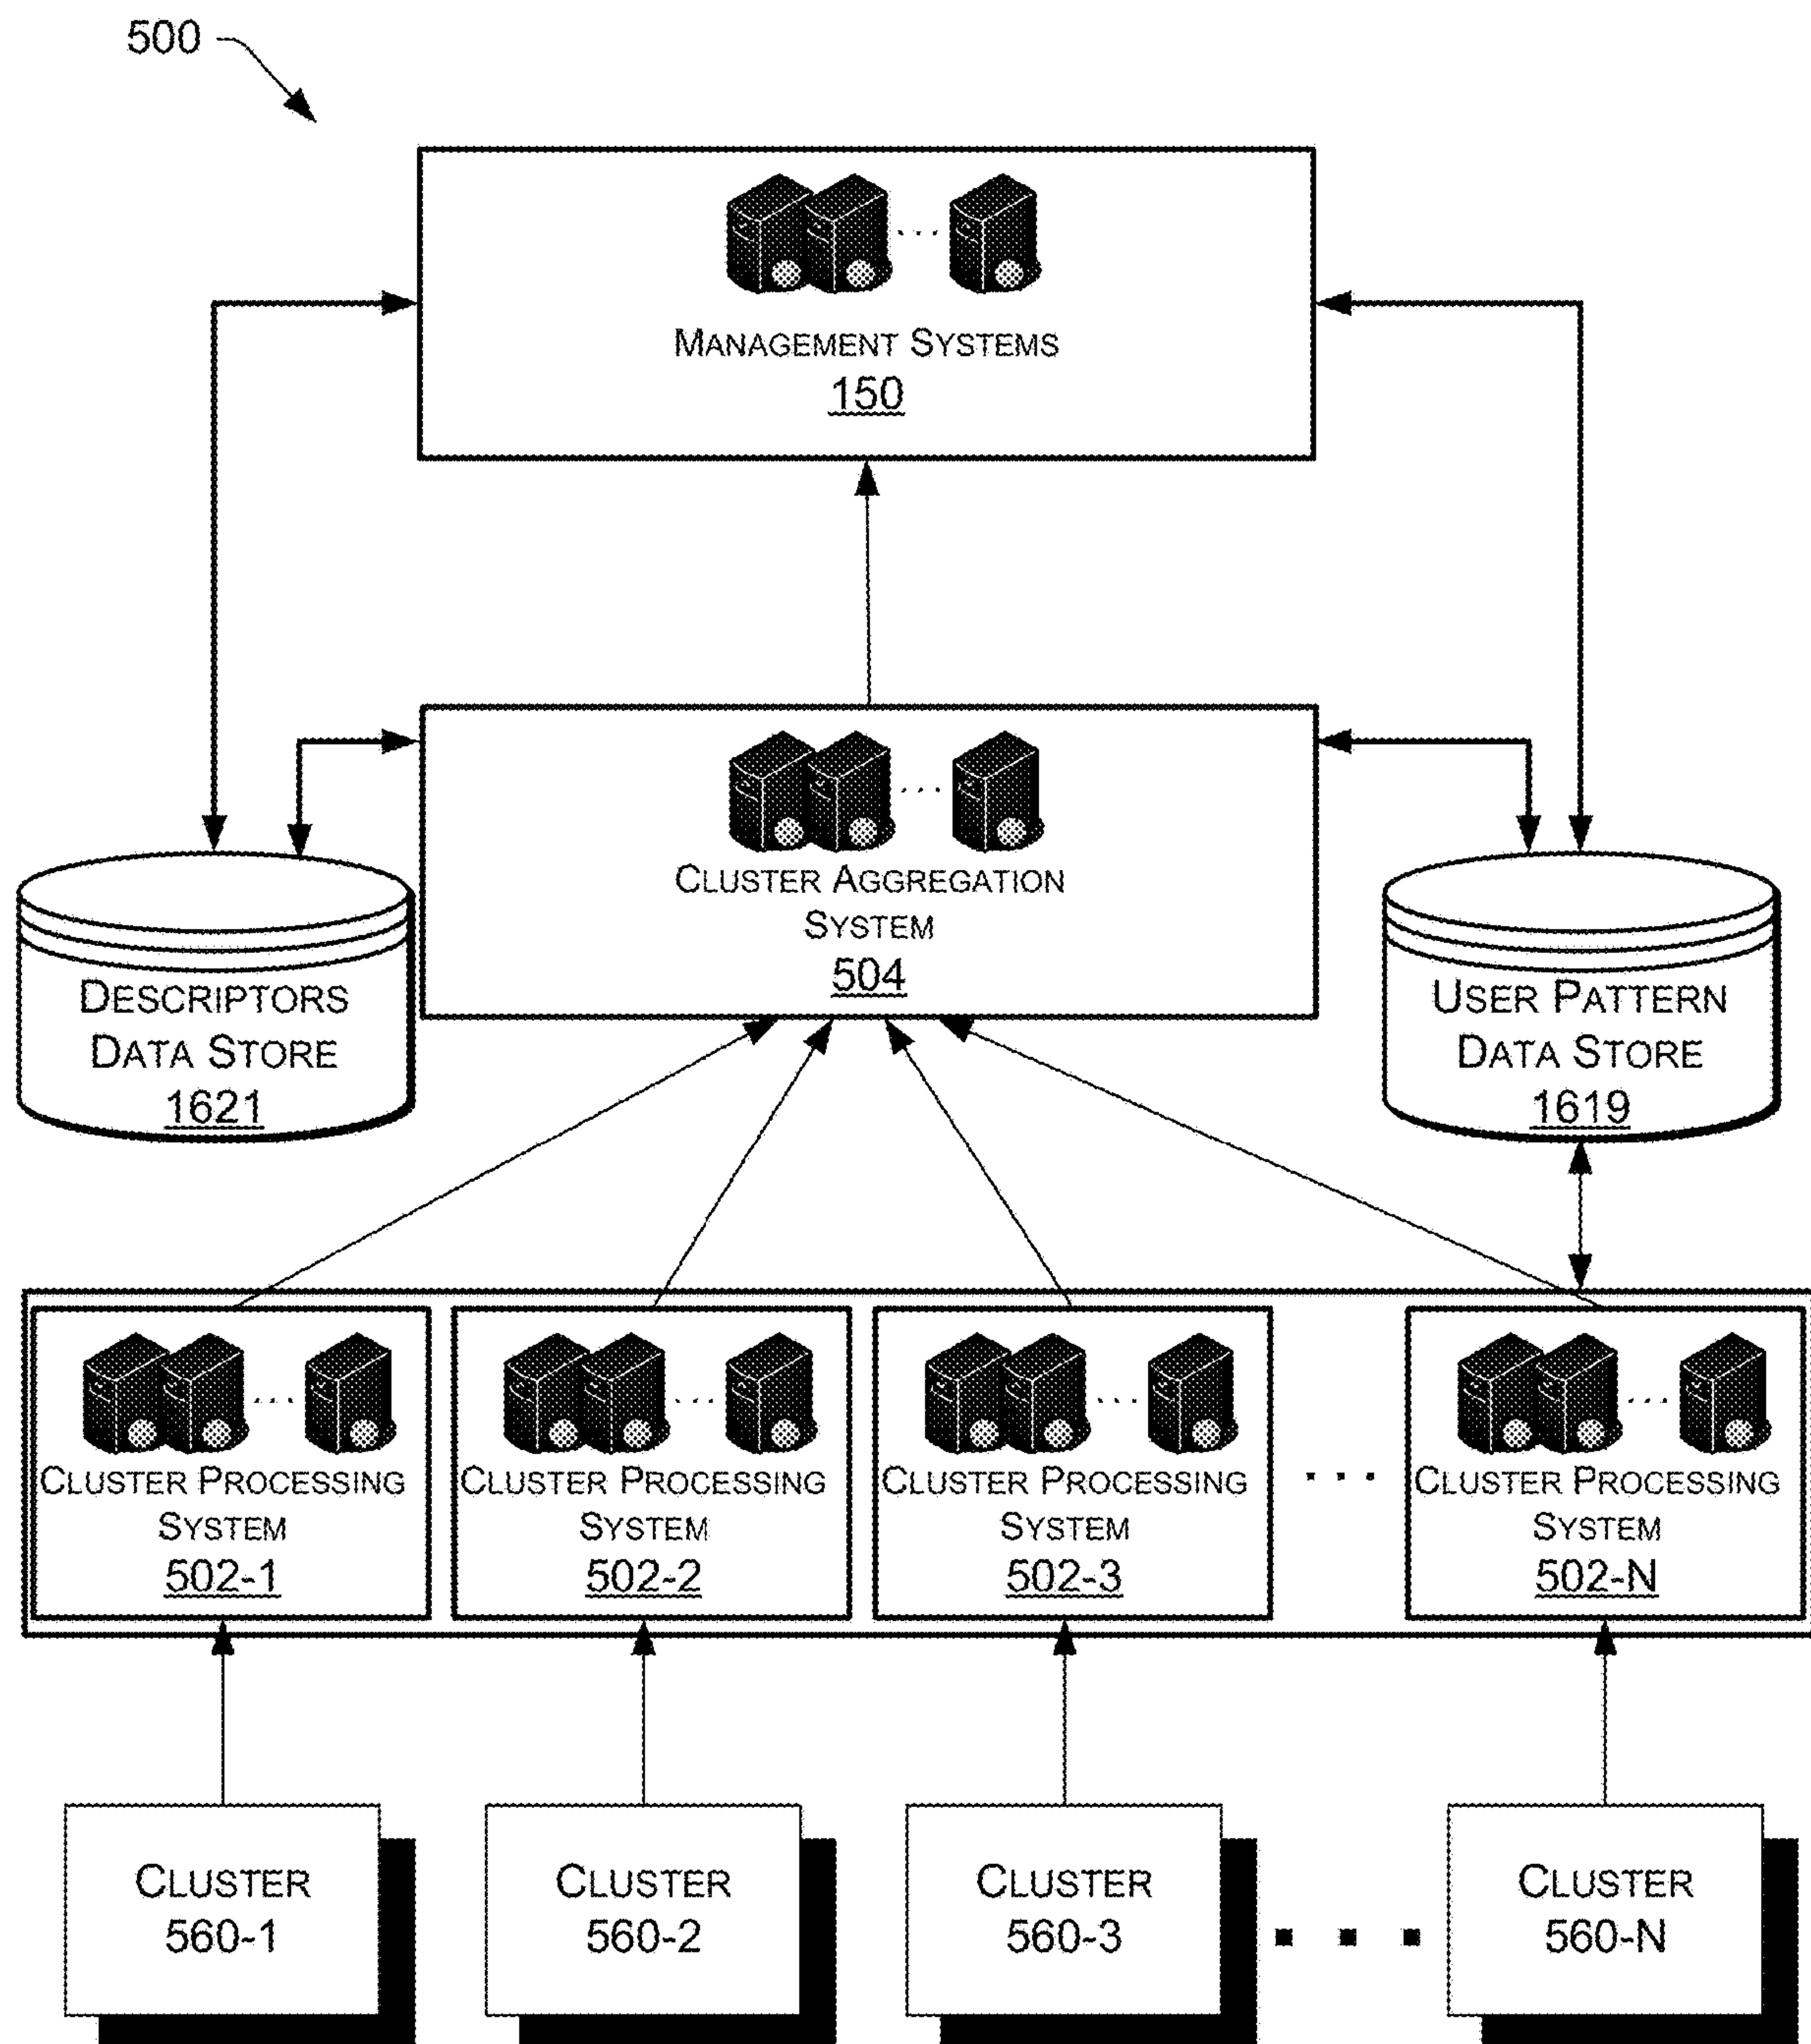 500
MANAGEMENT SYSTEMS
150
CLUSTER AGGREGATION
SYSTEM
504
DESCRIPTORS
DATA STORE
1621
USER PATTERN
DATA STORE
1619
CLUSTER PROCESSING
SYSTEM
502-1
CLUSTER PROCESSING
SYSTEM
502-2
CLUSTER PROCESSING
SYSTEM
502-3
. . .
CLUSTER PROCESSING
SYSTEM
502-N
CLUSTER
560-1
CLUSTER
560-2
CLUSTER
560-3
. . .
CLUSTER
560-N